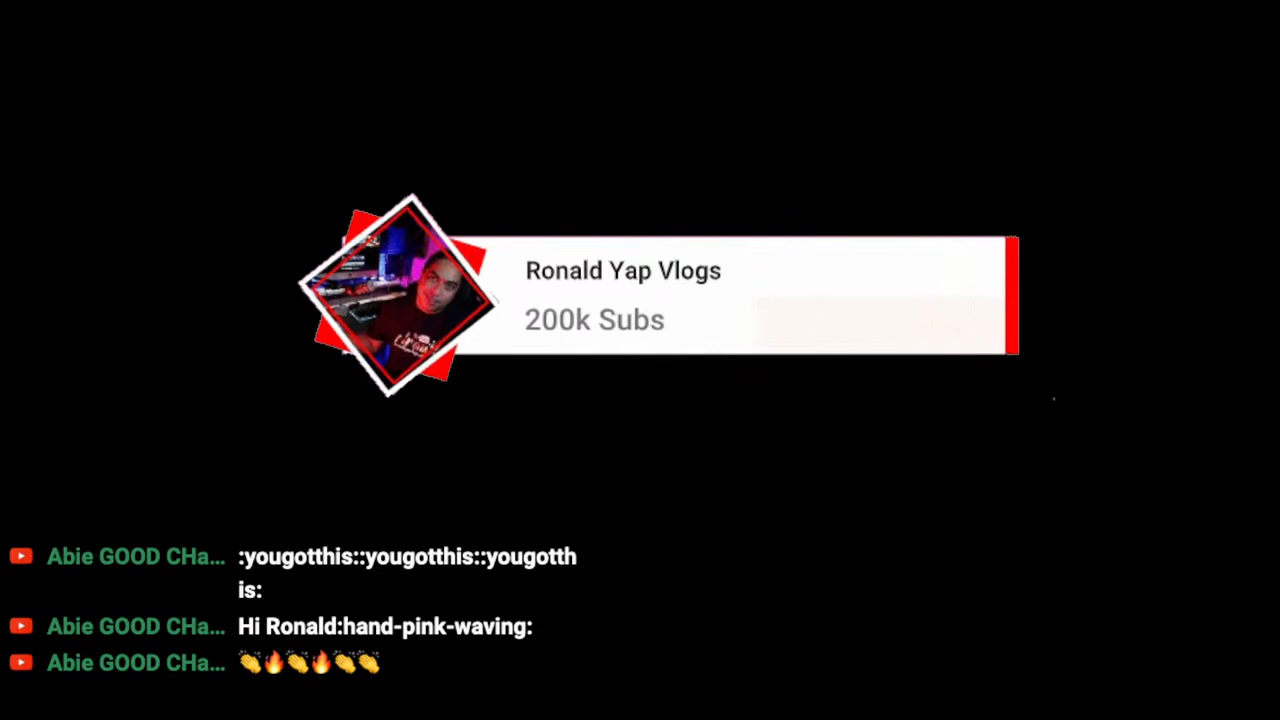 Ronald Yap Vlogs
200k Subs
Abie GOOD CHa... :yougotthis::yougotthis::yougotth
is:
Abie GOOD CHa... Hi Ronald:hand-pink-waving:
Abie GOOD CHa... 👏🔥👏🔥👏👏